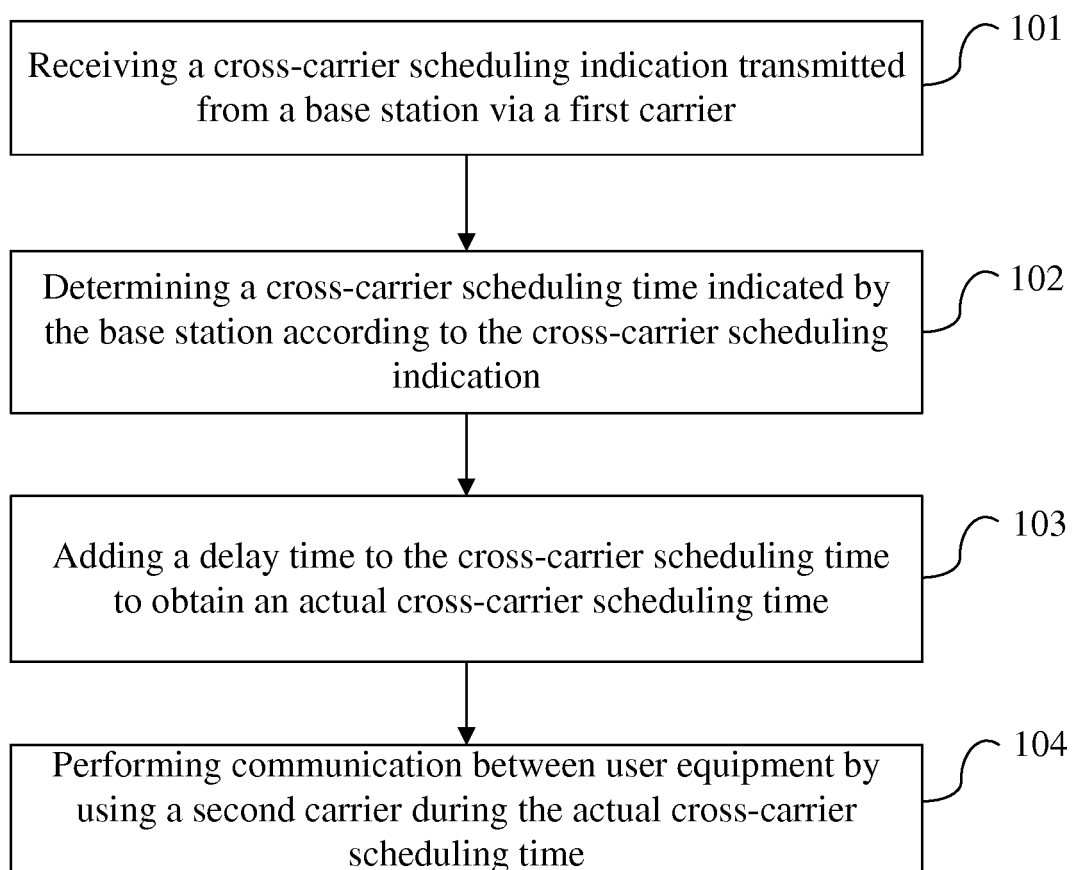 101
Receiving a cross-carrier scheduling indication transmitted
from a base station via a first carrier
102
Determining a cross-carrier scheduling time indicated by
the base station according to the cross-carrier scheduling
indication
103
Adding a delay time to the cross-carrier scheduling time
to obtain an actual cross-carrier scheduling time
104
Performing communication between user equipment by
using a second carrier during the actual cross-carrier
scheduling time